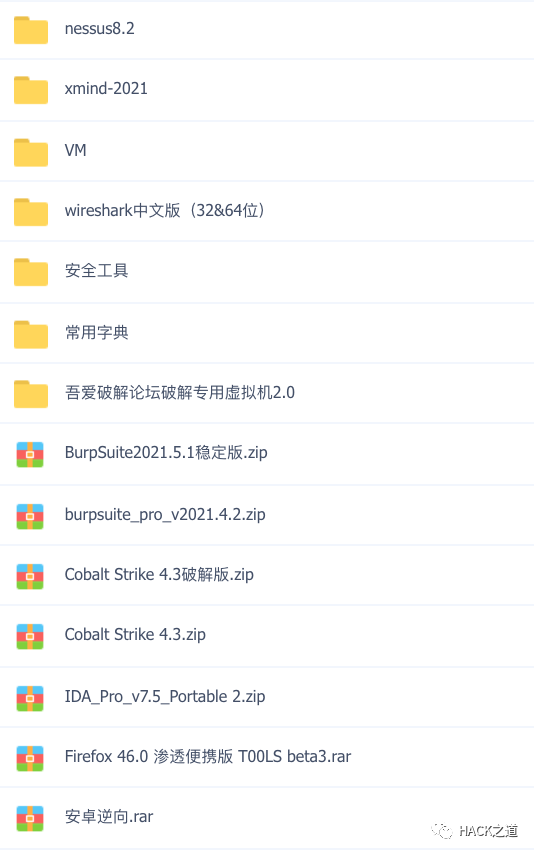 nessus8.2
xmind-2021
VM
wireshark中文版（32&64位）
安全工具
常用字典
吾爱破解论坛破解专用虚拟机2.0
BurpSuite2021.5.1稳定版.zip
burpsuite_pro_v2021.4.2.zip
Cobalt Strike 4.3破解版.zip
Cobalt Strike 4.3.zip
IDA_Pro_v7.5_Portable 2.zip
Firefox 46.0 渗透便携版 T00LS beta3.rar
安卓逆向.rar
HACK之道